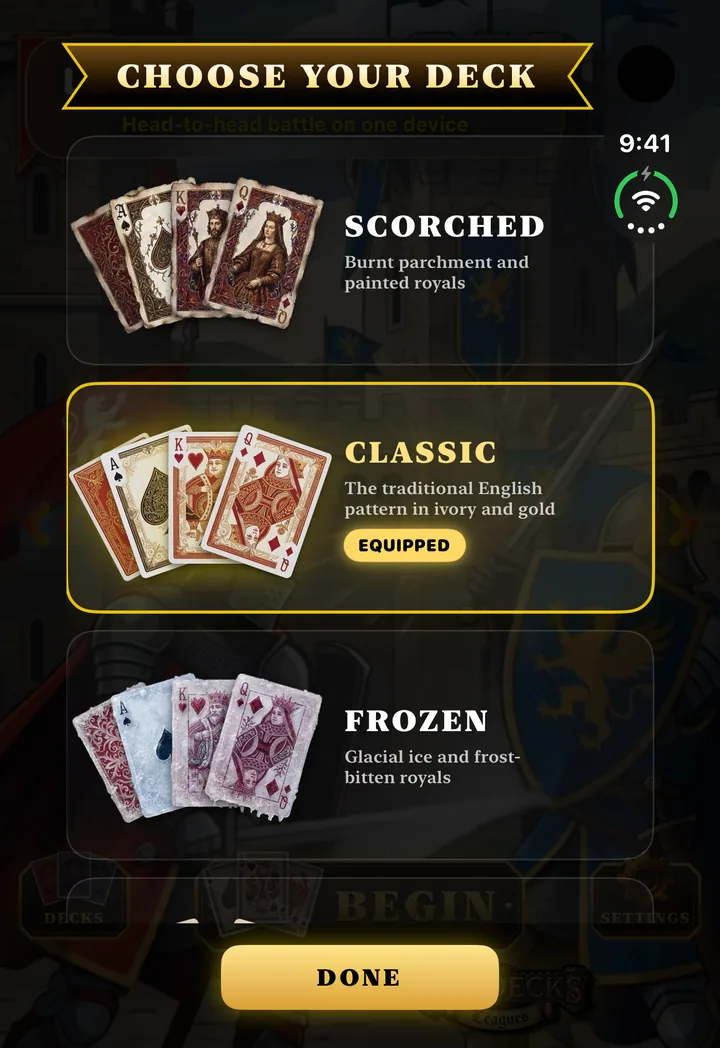 CHOOSE YOUR DECK
Head-to-head battle on one device
9:41
A
K
Q
Q
SCORCHED
Burnt parchment and
painted royals
A
K
Q
Q
CLASSIC
The traditional English
pattern in ivory and gold
EQUIPPED
A
K
Q
Q
FROZEN
Glacial ice and frost-
bitten royals
DECKS
BEGIN
SETTINGS
DONE
Leagues